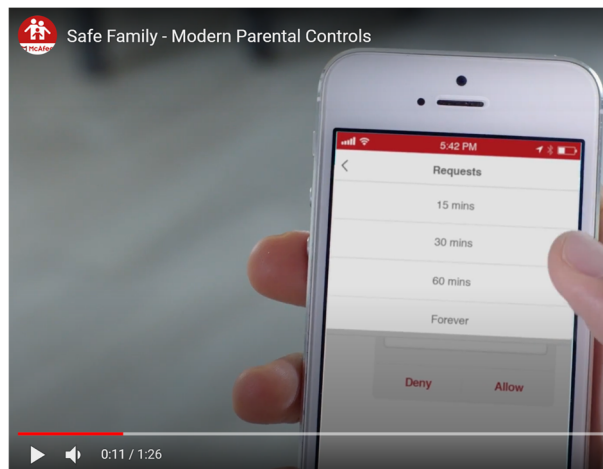 Safe Family - Modern Parental Controls
McAfee
5:42 PM
Requests
15 mins
30 mins
60 mins
Forever
Deny
Allow
0:11 / 1:26